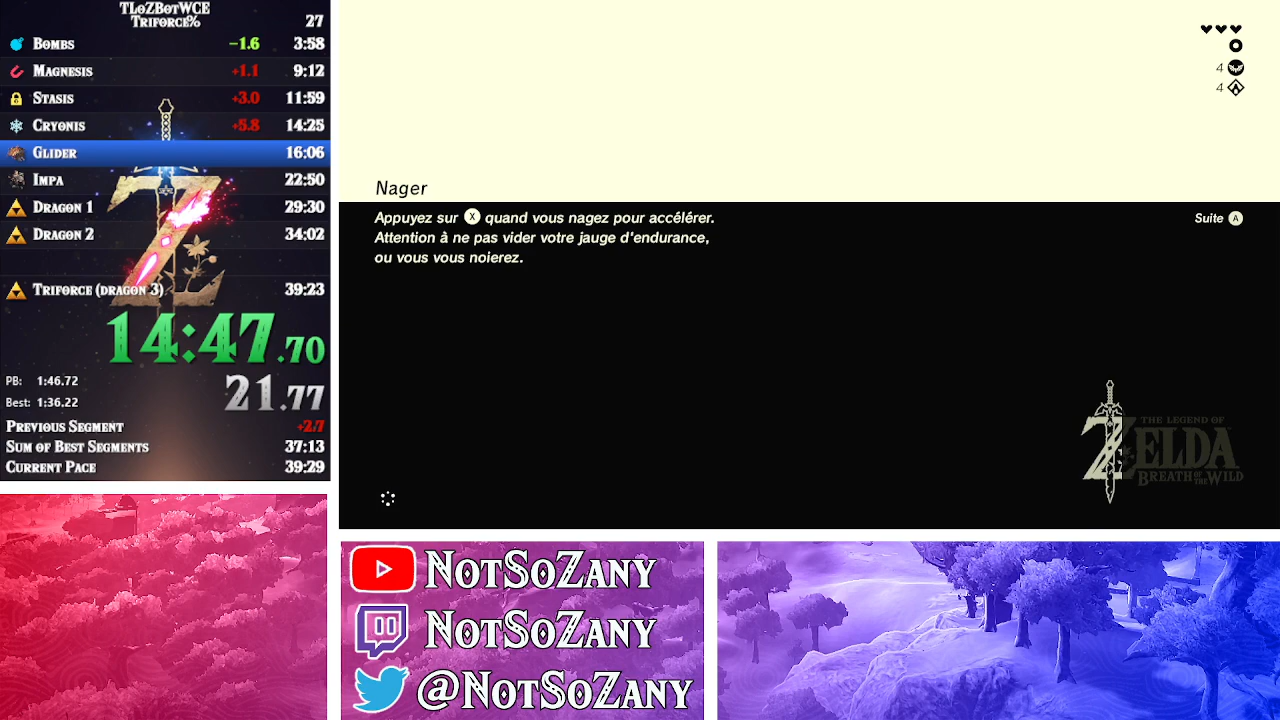 TLoZBotWCE
Triforce% 27
Bombs -1.6 3:58
Magnesis +1.1 9:12
Stasis +3.0 11:59
Cryonis +5.8 14:25
Glider 16:06
Impa 22:50
Dragon 1 29:30
Dragon 2 34:02
Triforce (dragon 3) 39:23
14:47.70
PB: 1:46.72
21.77
Best: 1:36.22
Previous Segment +2.7
Sum of Best Segments 37:13
Current Pace 39:29
4
4
Nager
Appuyez sur X quand vous nagez pour accélérer.
Attention à ne pas vider votre jauge d'endurance,
ou vous vous noierez.
Suite A
THE LEGEND OF
ZELDA
BREATH OF THE WILD
NotSoZany
NotSoZany
@NotSoZany